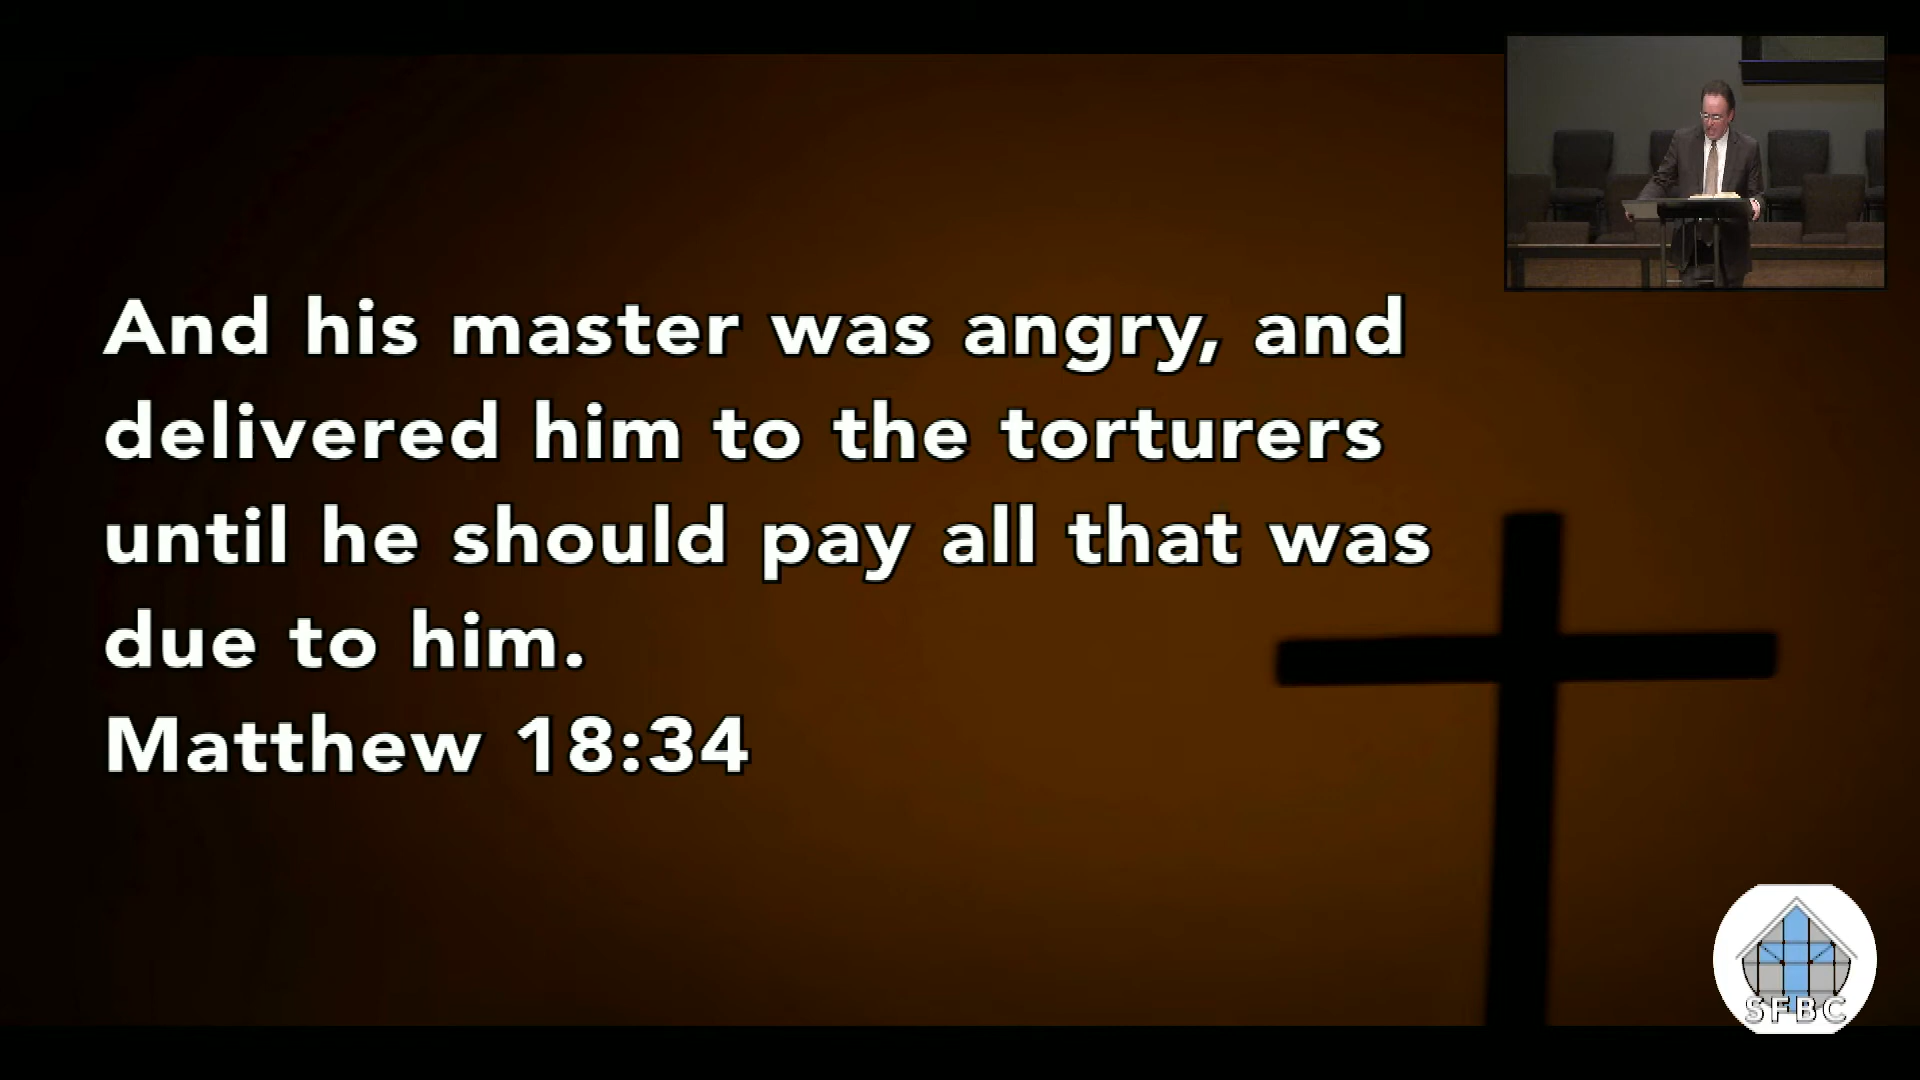 And his master was angry, and
delivered him to the torturers
until he should pay all that was
due to him.
Matthew 18:34
SFBC